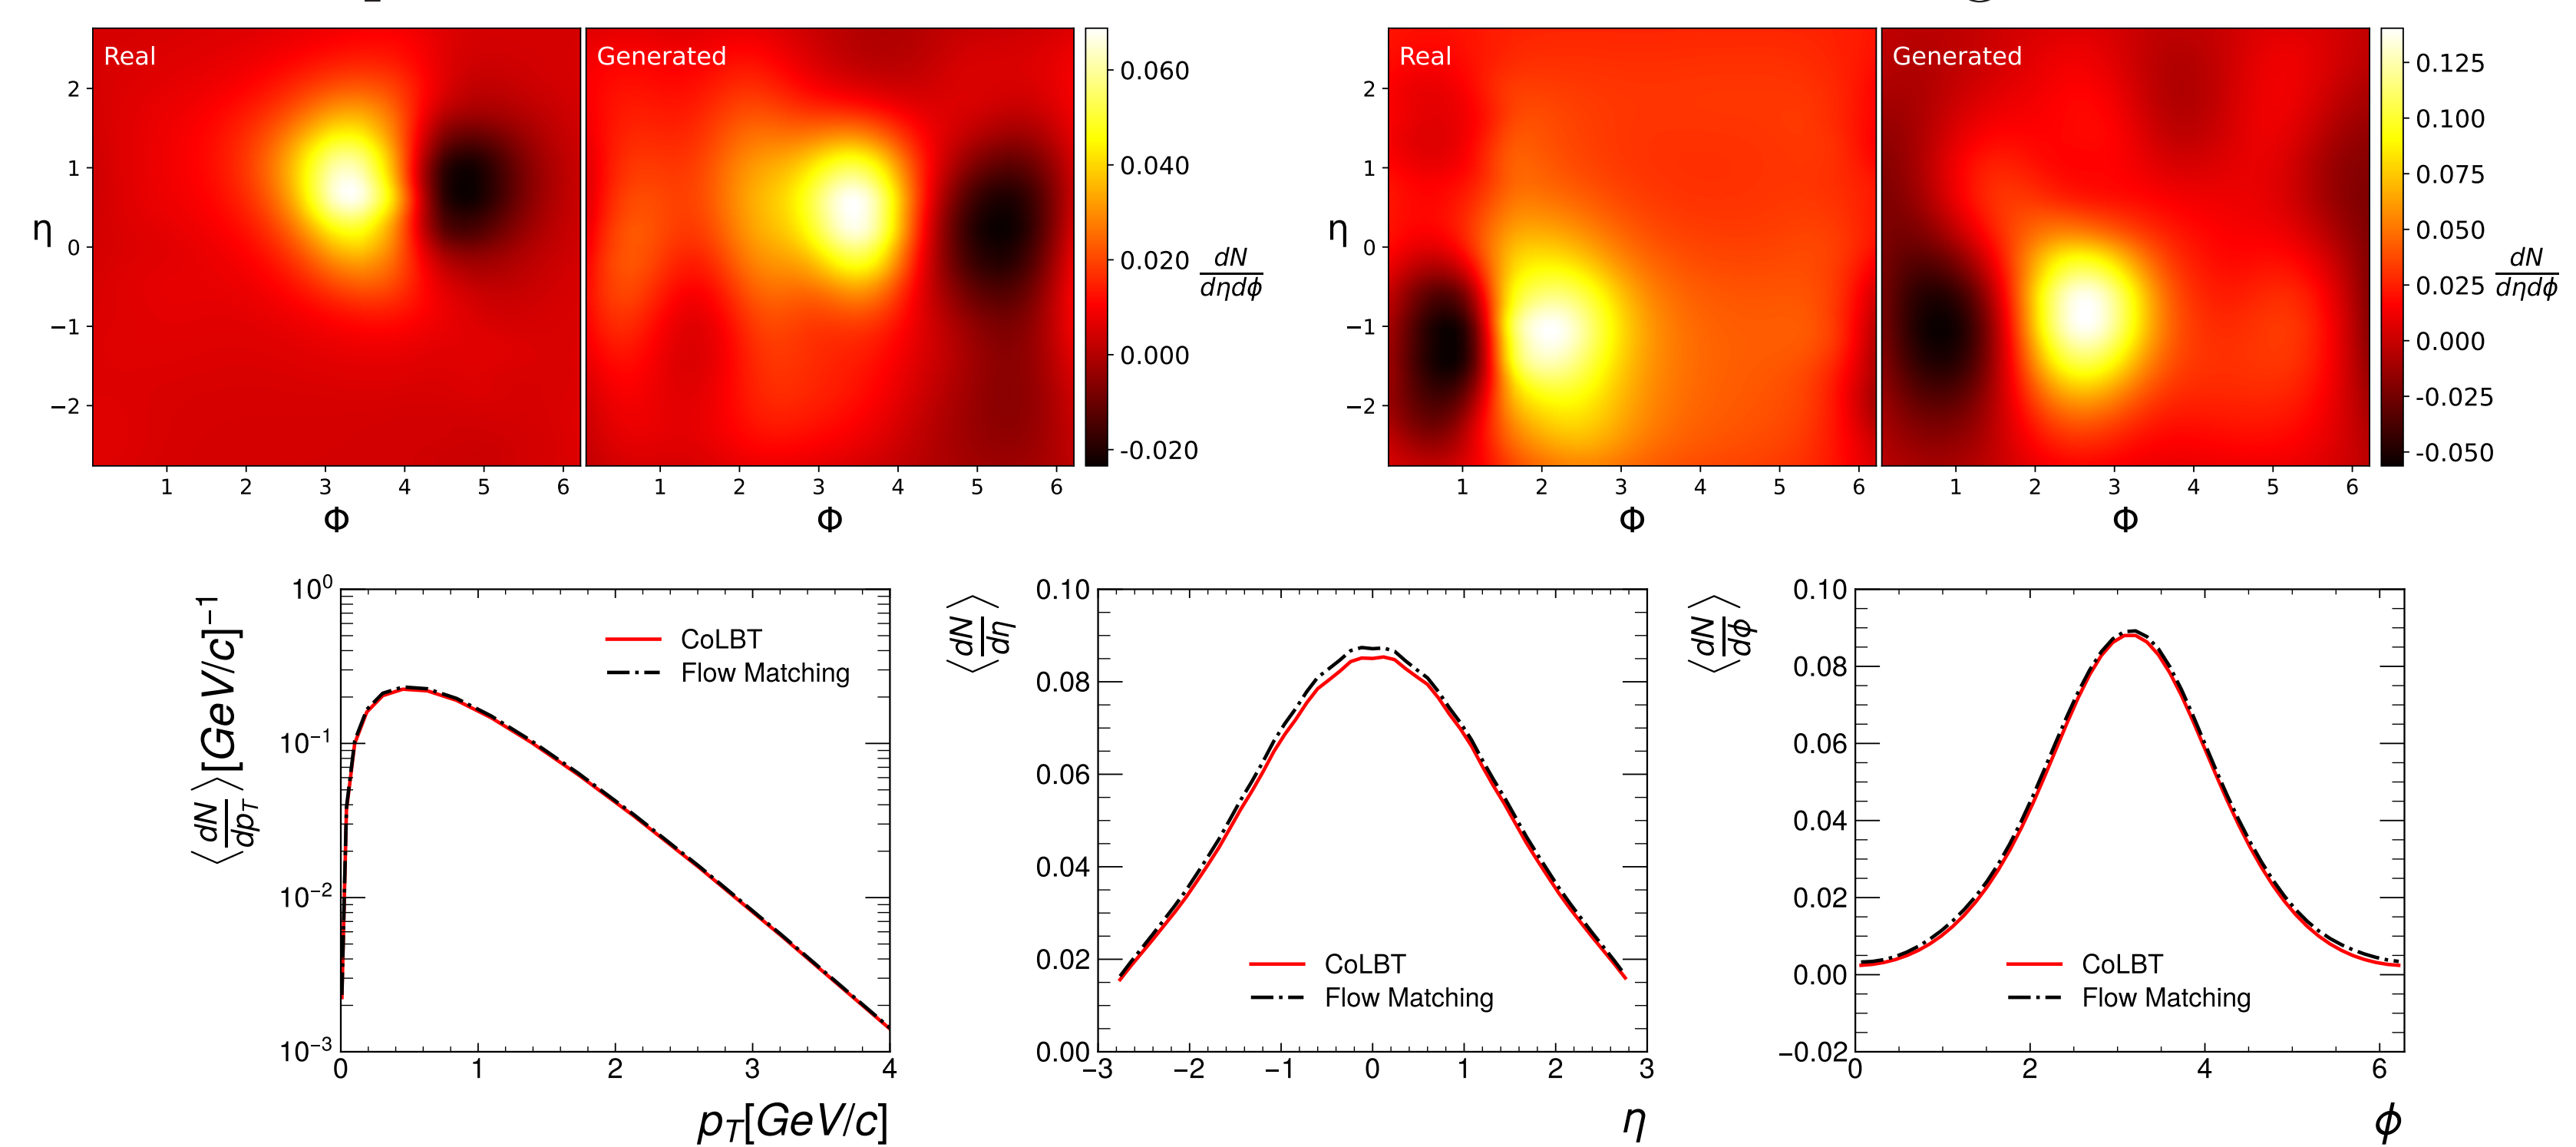 Real
Generated
0.060
0.040
0.020
0.000
-0.020
dN
dηdϕ
η
2
1
0
−1
−2
1 2 3 4 5 6
1 2 3 4 5 6
Φ
Φ
Real
Generated
0.125
0.100
0.075
0.050
0.025
0.000
-0.025
-0.050
dN
dηdϕ
η
2
1
0
−1
−2
1 2 3 4 5 6
1 2 3 4 5 6
Φ
Φ
⟨dN/dp_T⟩[GeV/c]⁻¹
10⁰
10⁻¹
10⁻²
10⁻³
CoLBT
Flow Matching
0 1 2 3 4
p_T[GeV/c]
⟨dN/dη⟩
0.10
0.08
0.06
0.04
0.02
0.00
CoLBT
Flow Matching
−3 −2 −1 0 1 2 3
η
⟨dN/dϕ⟩
0.10
0.08
0.06
0.04
0.02
0.00
−0.02
CoLBT
Flow Matching
0 2 4 6
ϕ